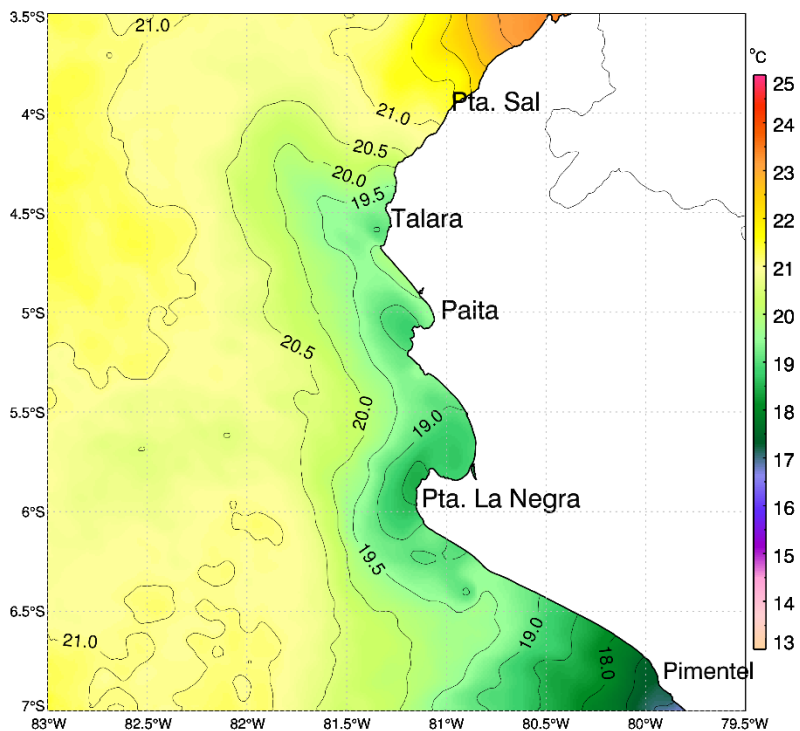 3.5°S
4°S
4.5°S
5°S
5.5°S
6°S
6.5°S
7°S
83°W
82.5°W
82°W
81.5°W
81°W
80.5°W
80°W
79.5°W
21.0
21.0
20.5
20.0
19.5
20.5
20.0
19.0
19.5
21.0
19.0
18.0
Pta. Sal
Talara
Paita
Pta. La Negra
Pimentel
°C
25
24
23
22
21
20
19
18
17
16
15
14
13